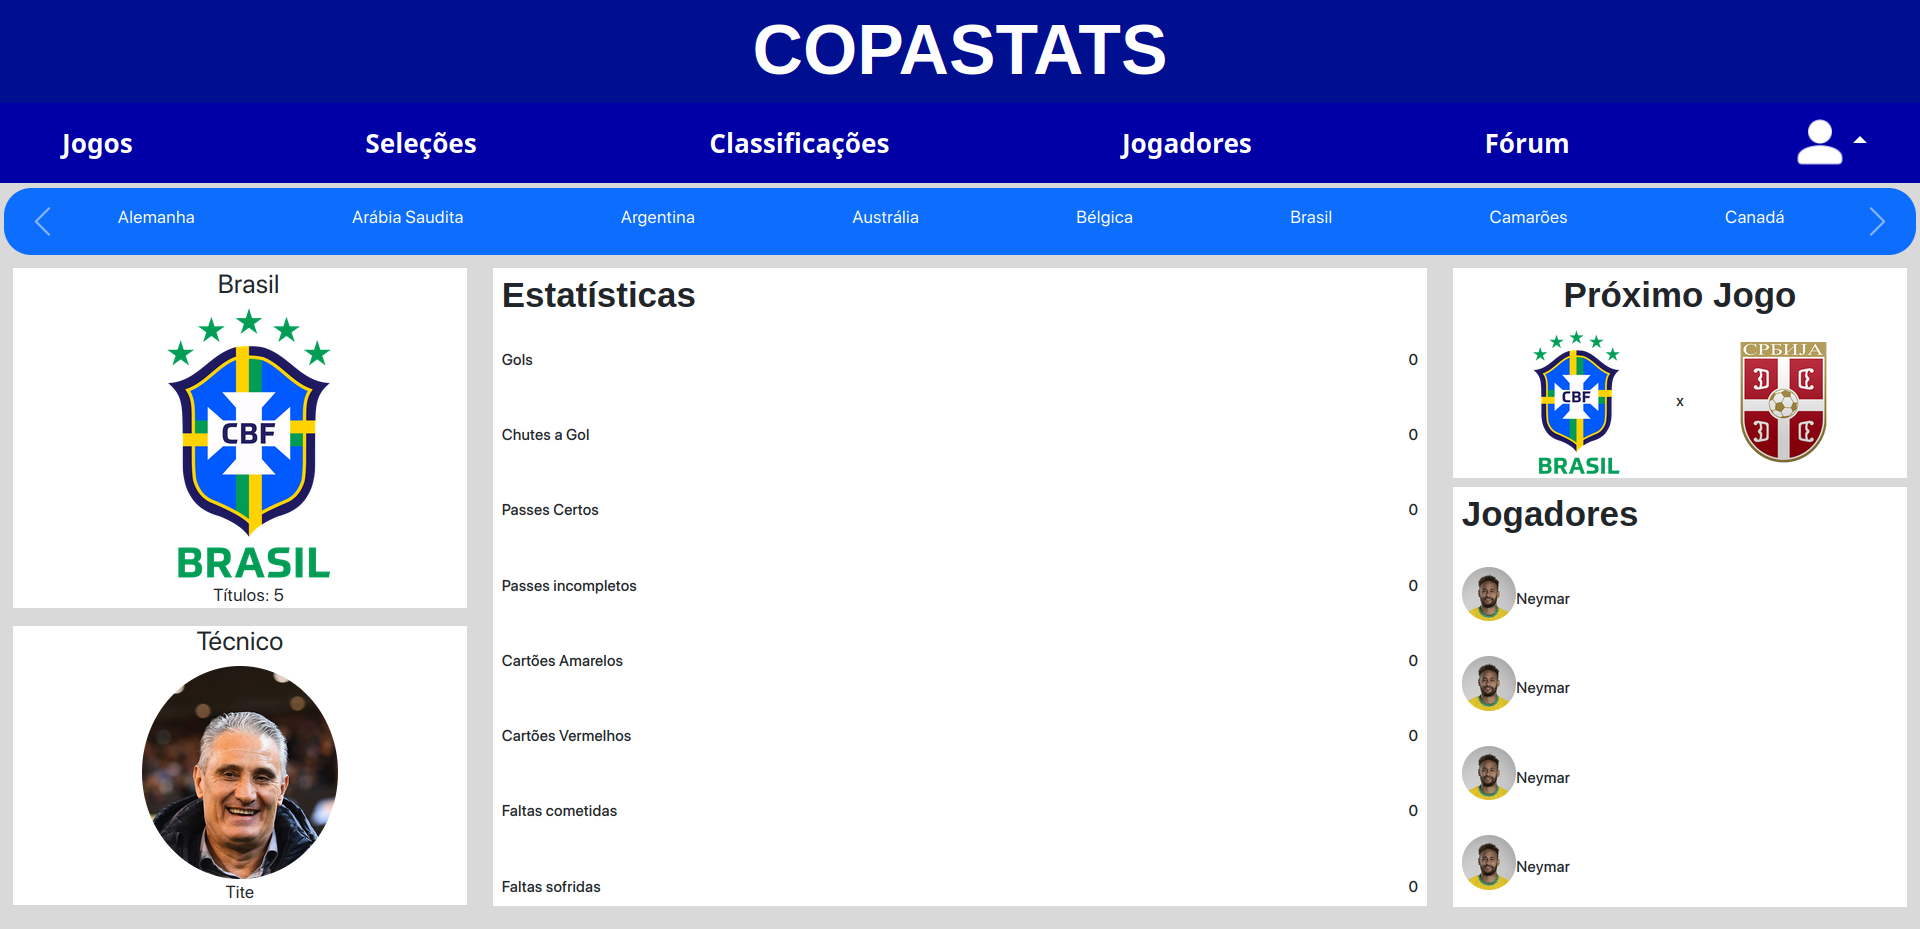 COPASTATS
Jogos Seleções Classificações Jogadores Fórum
Alemanha Arábia Saudita Argentina Austrália Bélgica Brasil Camarões Canadá
Brasil
CBF
BRASIL
Títulos: 5
Técnico
Tite
Estatísticas
Gols 0
Chutes a Gol 0
Passes Certos 0
Passes incompletos 0
Cartões Amarelos 0
Cartões Vermelhos 0
Faltas cometidas 0
Faltas sofridas 0
Próximo Jogo
CBF
BRASIL
x
СРБИЈА
Jogadores
Neymar
Neymar
Neymar
Neymar